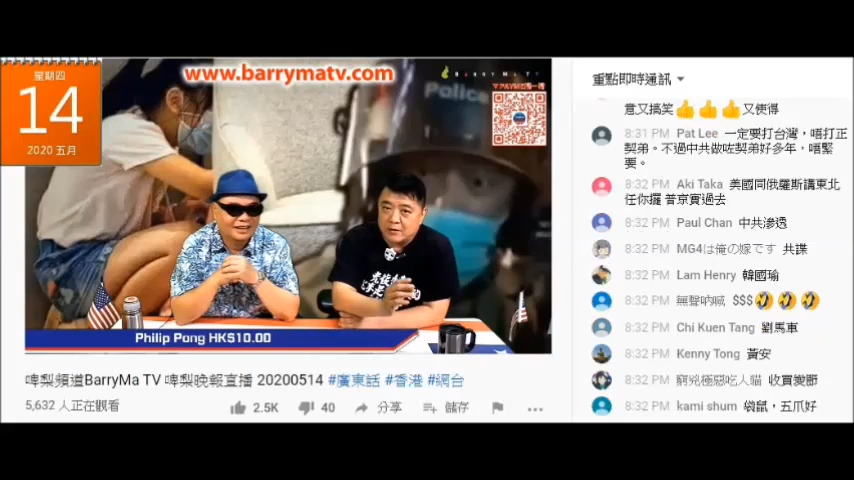 星期四
14
2020 五月
www.barrymatv.com
BARRY MA TV
Police
Philip Pong HK$10.00
啤梨頻道BarryMa TV 啤梨晚報直播 20200514 #廣東話 #香港 #網台
5,632 人正在觀看
2.5K
40
分享
儲存
重點即時通訊
意又搞笑👍👍👍又使得
8:31 PM Pat Lee 一定要打台灣，唔打正
契弟。不過中共做咗契弟好多年，唔緊
要。
8:32 PM Aki Taka 美國同俄羅斯講東北
任你攞 普京實過去
8:32 PM Paul Chan 中共滲透
8:32 PM MG4は俺の嫁です 共諜
8:32 PM Lam Henry 韓國瑜
8:32 PM 無聲吶喊 $$$🤣🤣🤣
8:32 PM Chi Kuen Tang 劉馬車
8:32 PM Kenny Tong 黃安
8:32 PM 窮兇極惡吃人貓 收買愛爾
8:32 PM kami shum 袋鼠，五爪好